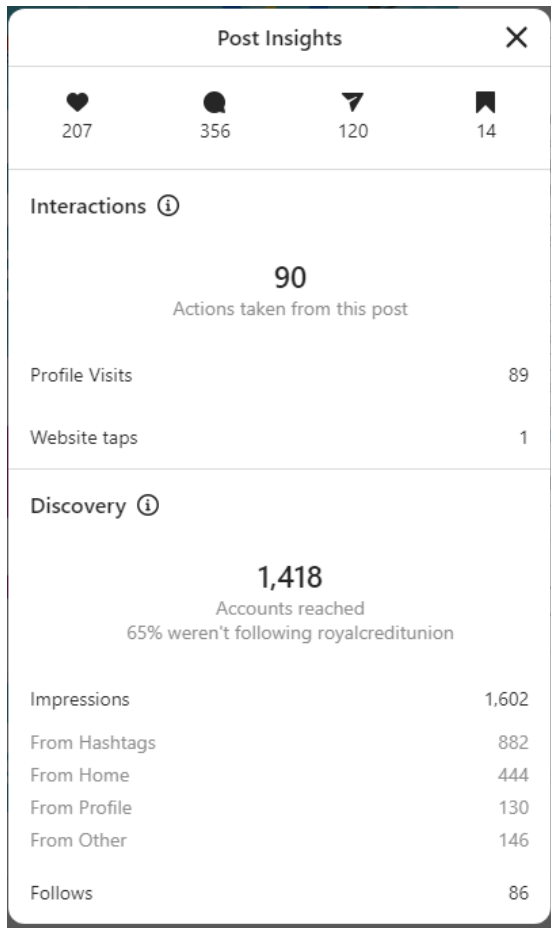 Post Insights
207 356 120 14
Interactions
90
Actions taken from this post
Profile Visits 89
Website taps 1
Discovery
1,418
Accounts reached
65% weren't following royalcreditunion
Impressions 1,602
From Hashtags 882
From Home 444
From Profile 130
From Other 146
Follows 86